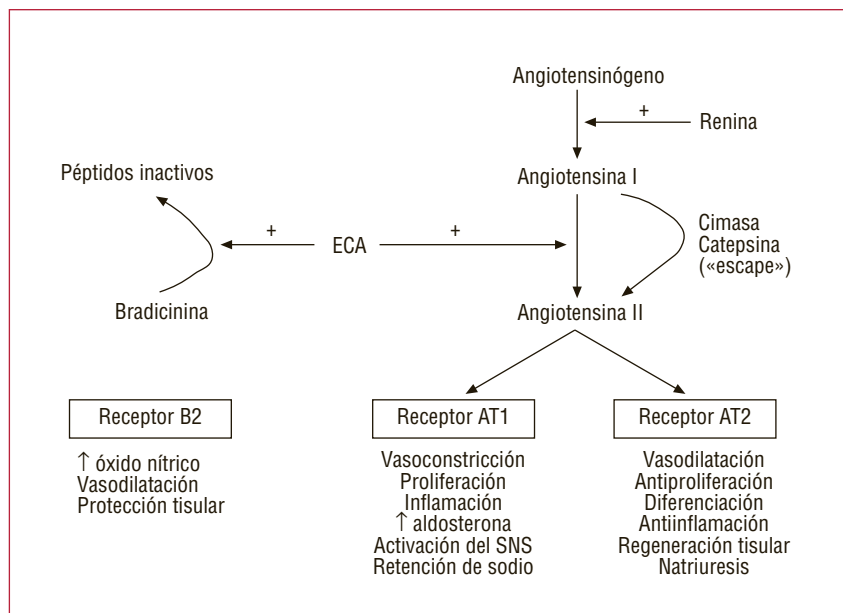 Angiotensinógeno
+
Renina
Péptidos inactivos
Angiotensina I
+
ECA
+
Cimasa
Catepsina
(«escape»)
Bradicinina
Angiotensina II
Receptor B2
↑ óxido nítrico
Vasodilatación
Protección tisular
Receptor AT1
Vasoconstricción
Proliferación
Inflamación
↑ aldosterona
Activación del SNS
Retención de sodio
Receptor AT2
Vasodilatación
Antiproliferación
Diferenciación
Antiinflamación
Regeneración tisular
Natriuresis